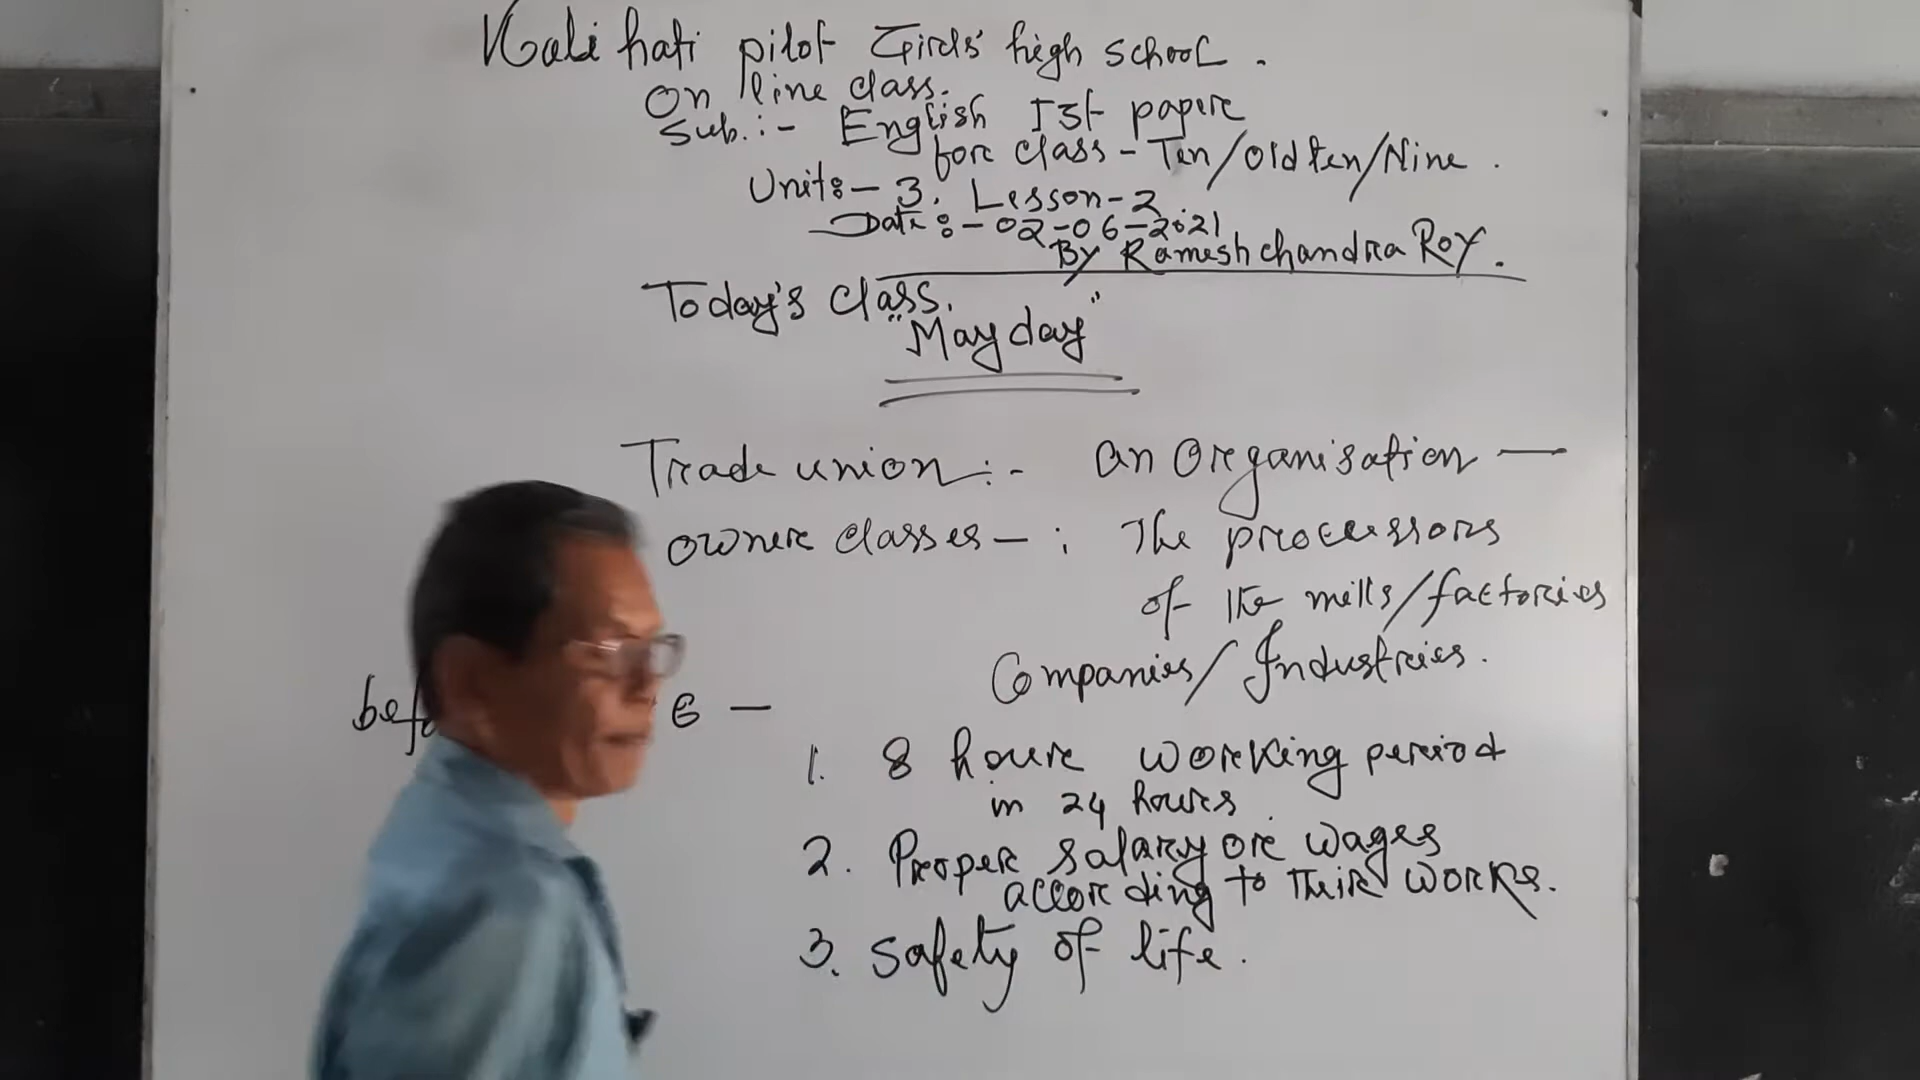 Kali hati pilot Girls' high school.
On line class.
Sub.:- English Ist paper
for class - Ten/old ten/Nine.
Unit:- 3, Lesson-2
Date:- 02-06-2021
By Ramesh chandra Roy.
Today's class.
"May day"
Trade union:- an organisation —
owner classes - : The processors
of the mills/factories
Companies/Industries.
6 —
1. 8 hour working period
in 24 hours.
2. Proper salary or wages
according to their works.
3. Safety of life.